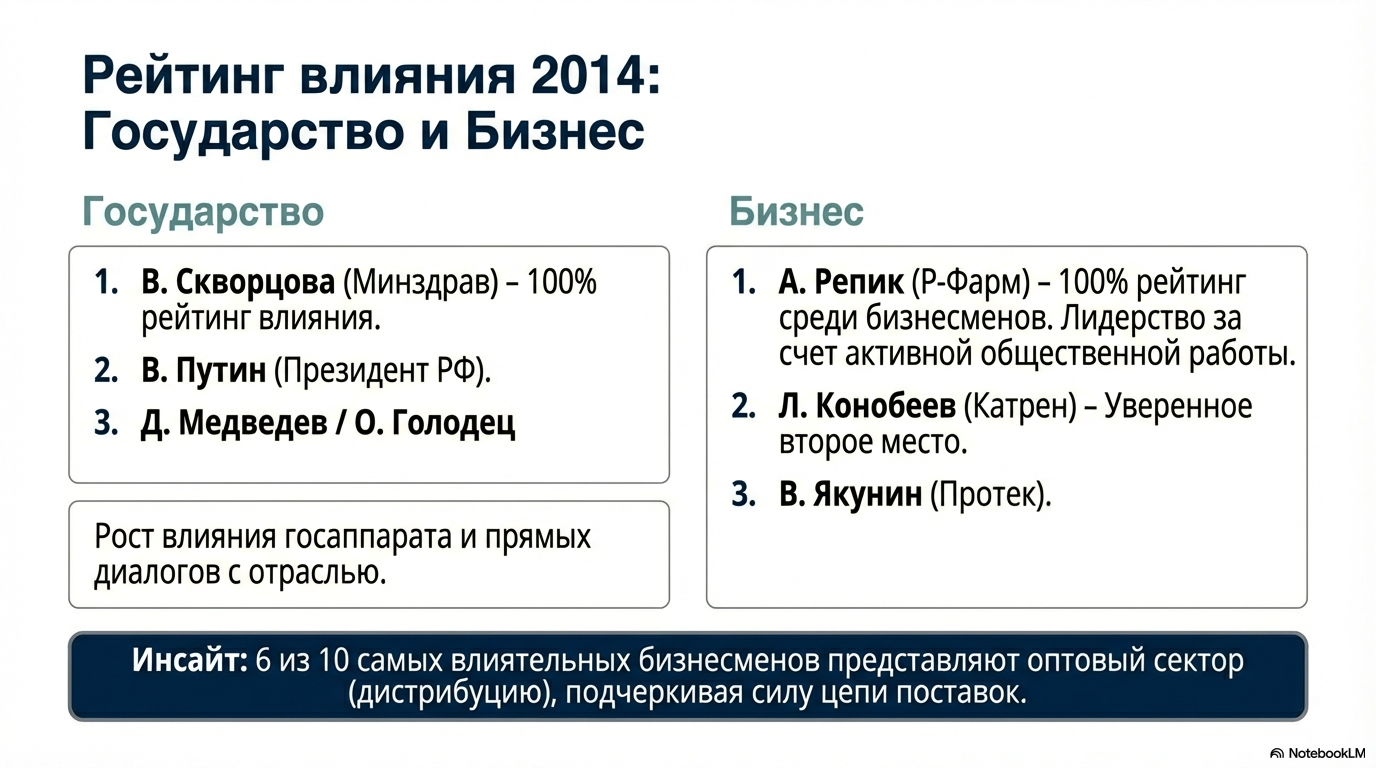 Рейтинг влияния 2014:
Государство и Бизнес
Государство
1. В. Скворцова (Минздрав) – 100%
рейтинг влияния.
2. В. Путин (Президент РФ).
3. Д. Медведев / О. Голодец
Рост влияния госаппарата и прямых
диалогов с отраслью.
Бизнес
1. А. Репик (Р-Фарм) – 100% рейтинг
среди бизнесменов. Лидерство за
счет активной общественной работы.
2. Л. Конобеев (Катрен) – Уверенное
второе место.
3. В. Якунин (Протек).
Инсайт: 6 из 10 самых влиятельных бизнесменов представляют оптовый сектор
(дистрибуцию), подчеркивая силу цепи поставок.
NotebookLM